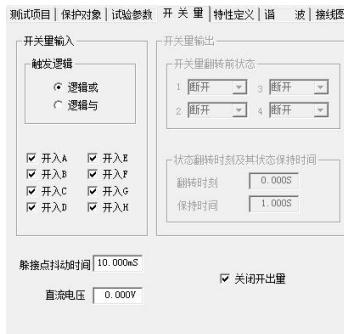 测试项目 保护对象 试验参数 开 关 量 特性定义 谐 波 接线图
开关量输入
触发逻辑
逻辑或
逻辑与
开入A 开入E
开入B 开入F
开入C 开入G
开入D 开入H
躲接点抖动时间 10.000mS
直流电压 0.000V
开关量输出
开关量翻转前状态
1 断开 3 断开
2 断开 4 断开
状态翻转时刻及其状态保持时间
翻转时刻 0.000S
保持时间 1.000S
关闭开出量